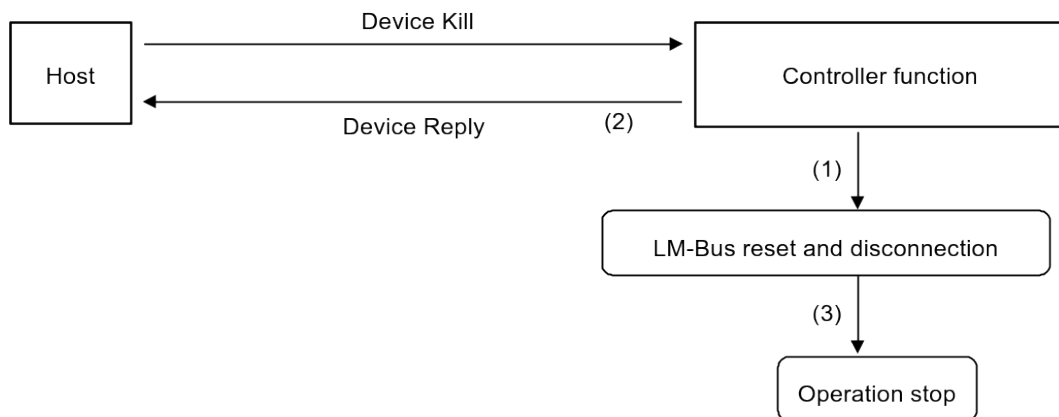 Device Kill
Host
Controller function
Device Reply
(2)
(1)
LM-Bus reset and disconnection
(3)
Operation stop